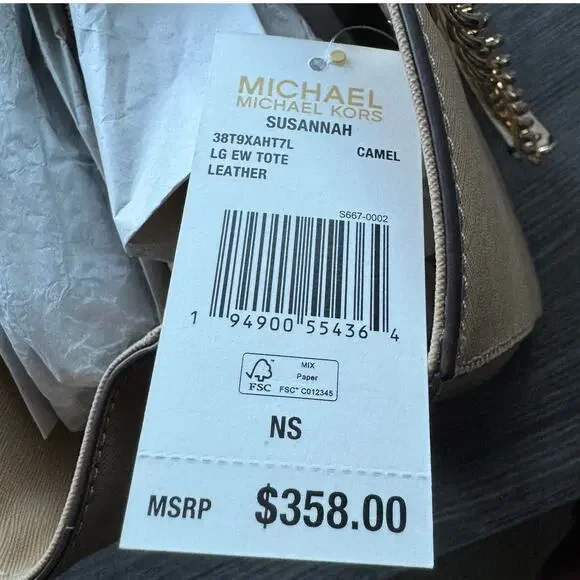 MICHAEL
MICHAEL KORS
SUSANNAH
38T9XAHT7L
LG EW TOTE CAMEL
LEATHER
S667-0002
1 94900 55436 4
FSC
MIX
Paper
FSC® C012345
NS
MSRP $358.00